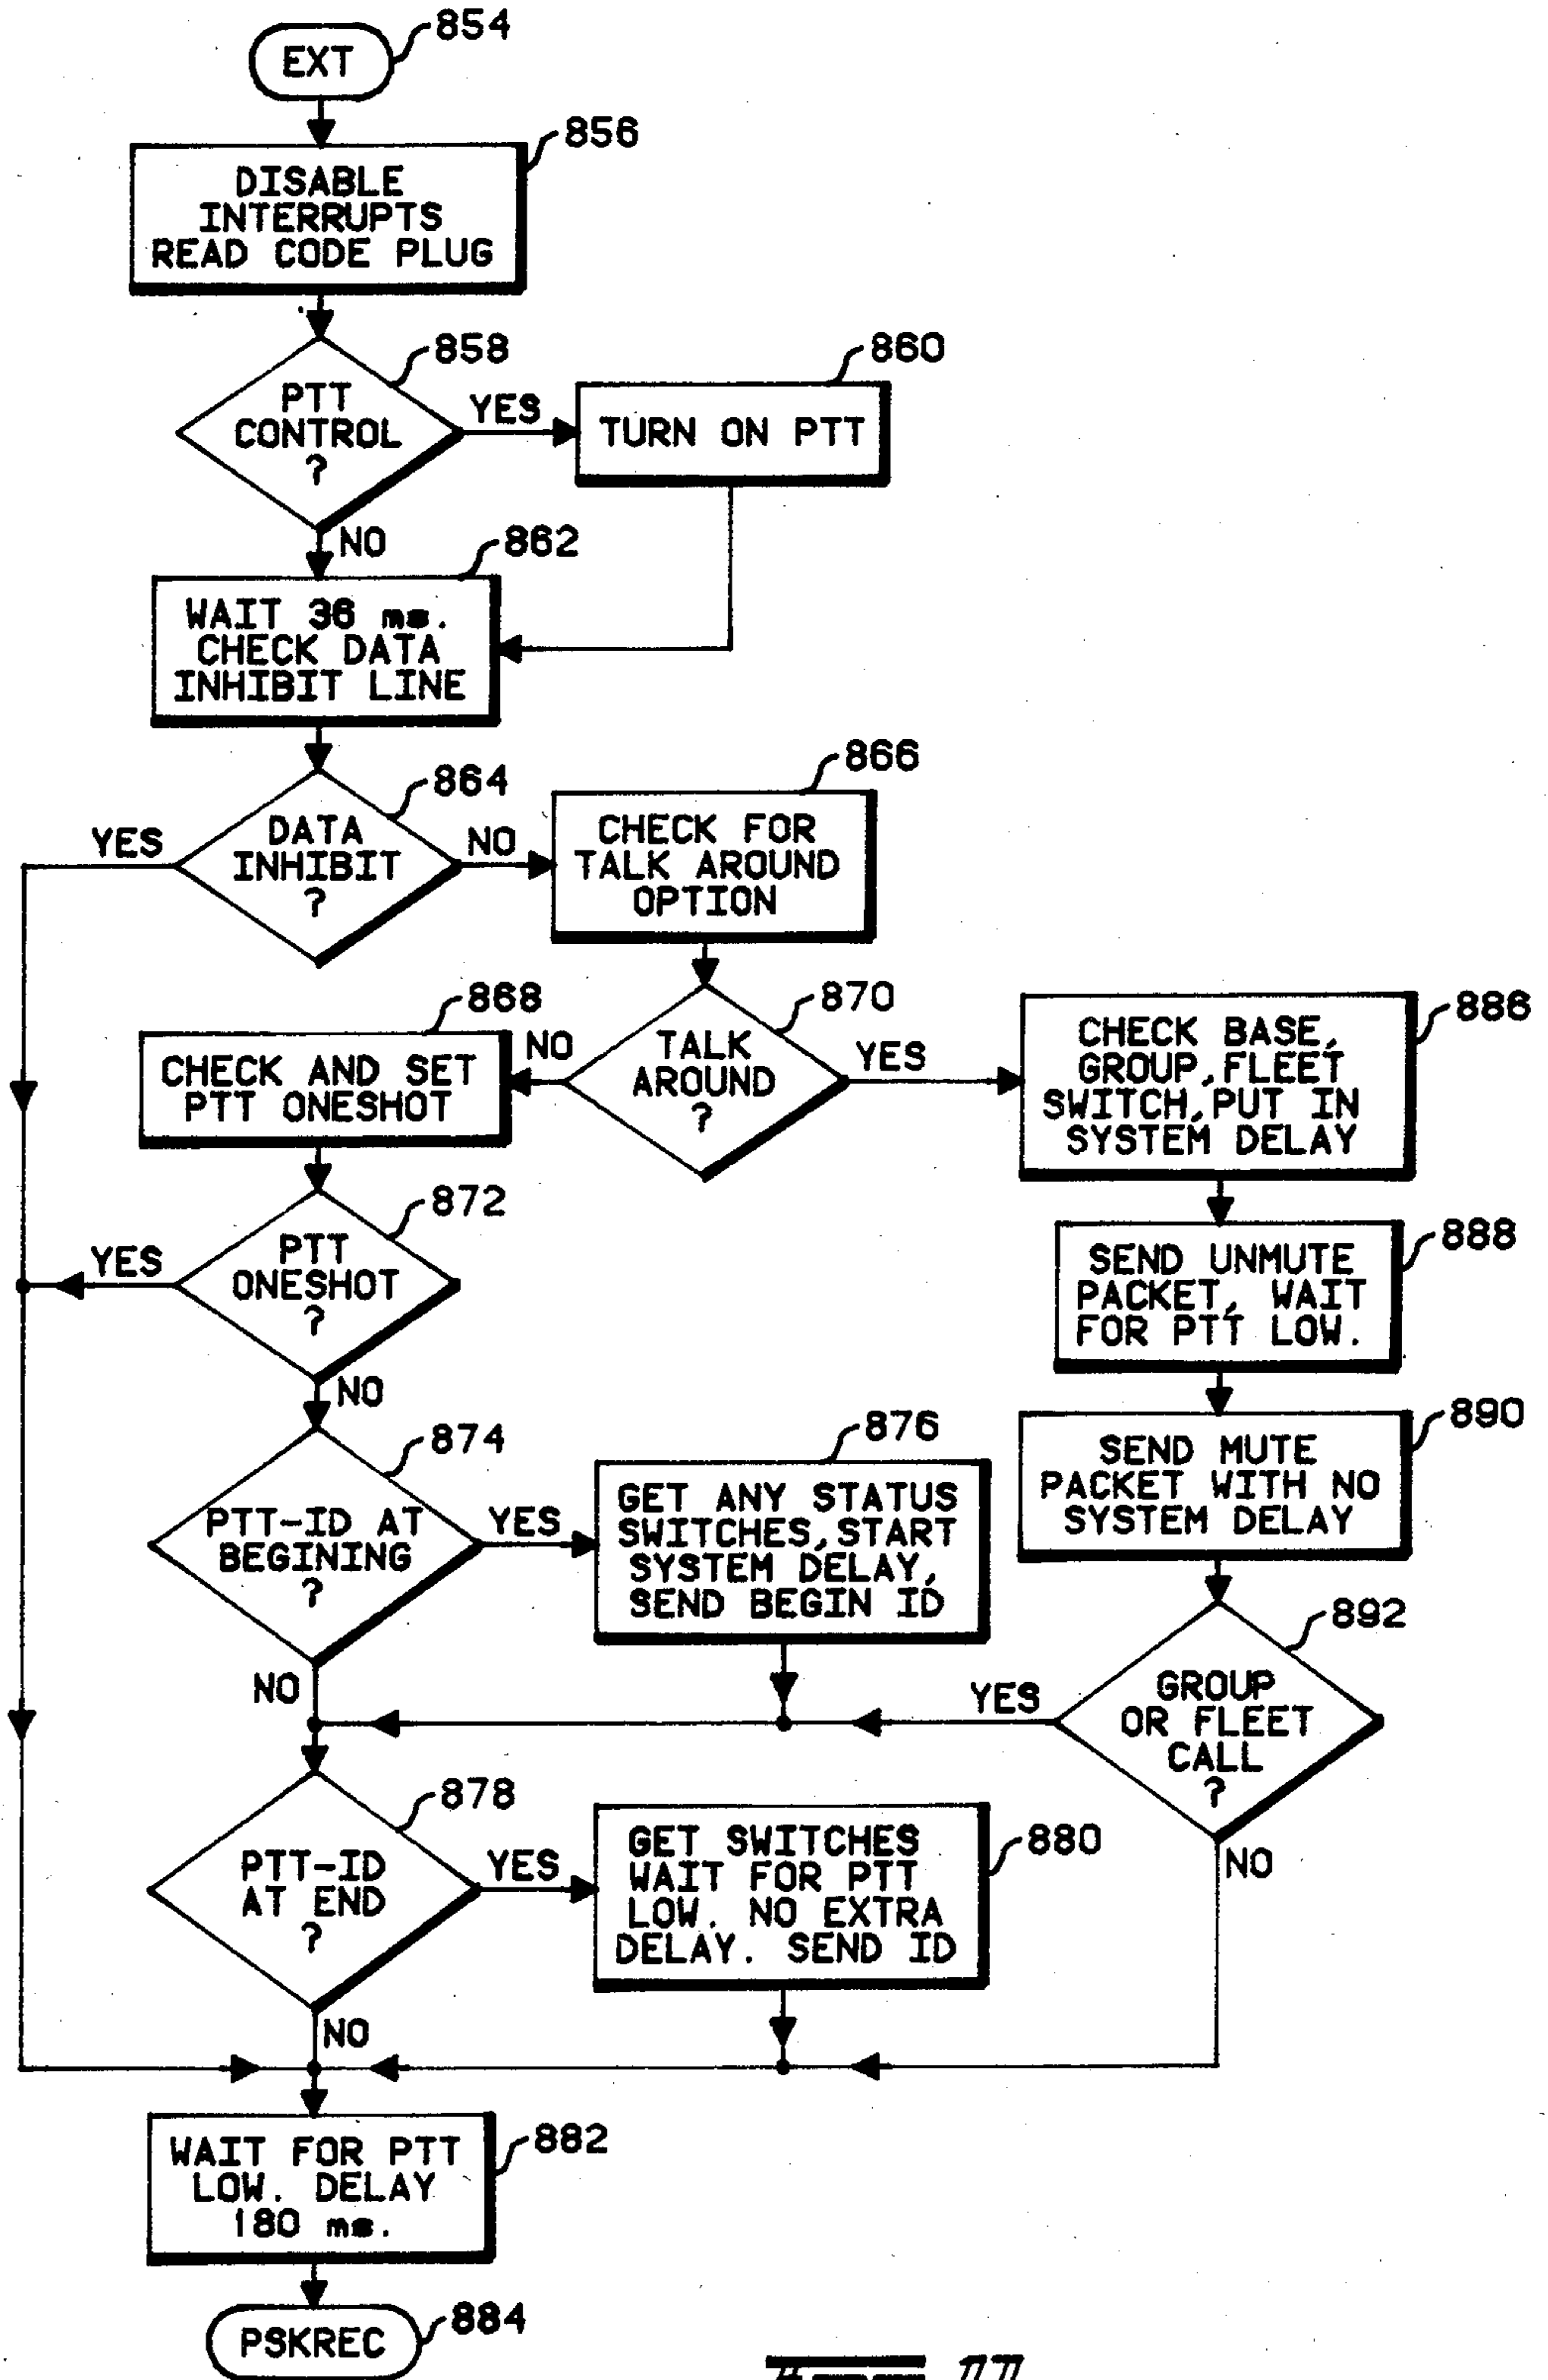 EXT
854
DISABLE
INTERRUPTS
READ CODE PLUG
856
PTT
CONTROL
?
858
YES
NO
TURN ON PTT
860
WAIT 36 ms.
CHECK DATA
INHIBIT LINE
862
DATA
INHIBIT
?
864
YES
NO
CHECK FOR
TALK AROUND
OPTION
866
CHECK AND SET
PTT ONESHOT
868
TALK
AROUND
?
870
NO
YES
CHECK BASE,
GROUP,FLEET
SWITCH,PUT IN
SYSTEM DELAY
886
PTT
ONESHOT
?
872
YES
NO
SEND UNMUTE
PACKET, WAIT
FOR PTT LOW.
888
PTT-ID AT
BEGINING
?
874
YES
NO
GET ANY STATUS
SWITCHES,START
SYSTEM DELAY,
SEND BEGIN ID
876
SEND MUTE
PACKET WITH NO
SYSTEM DELAY
890
GROUP
OR FLEET
CALL
?
892
YES
NO
PTT-ID
AT END
?
878
YES
NO
GET SWITCHES
WAIT FOR PTT
LOW. NO EXTRA
DELAY. SEND ID
880
WAIT FOR PTT
LOW. DELAY
180 ms.
882
PSKREC
884